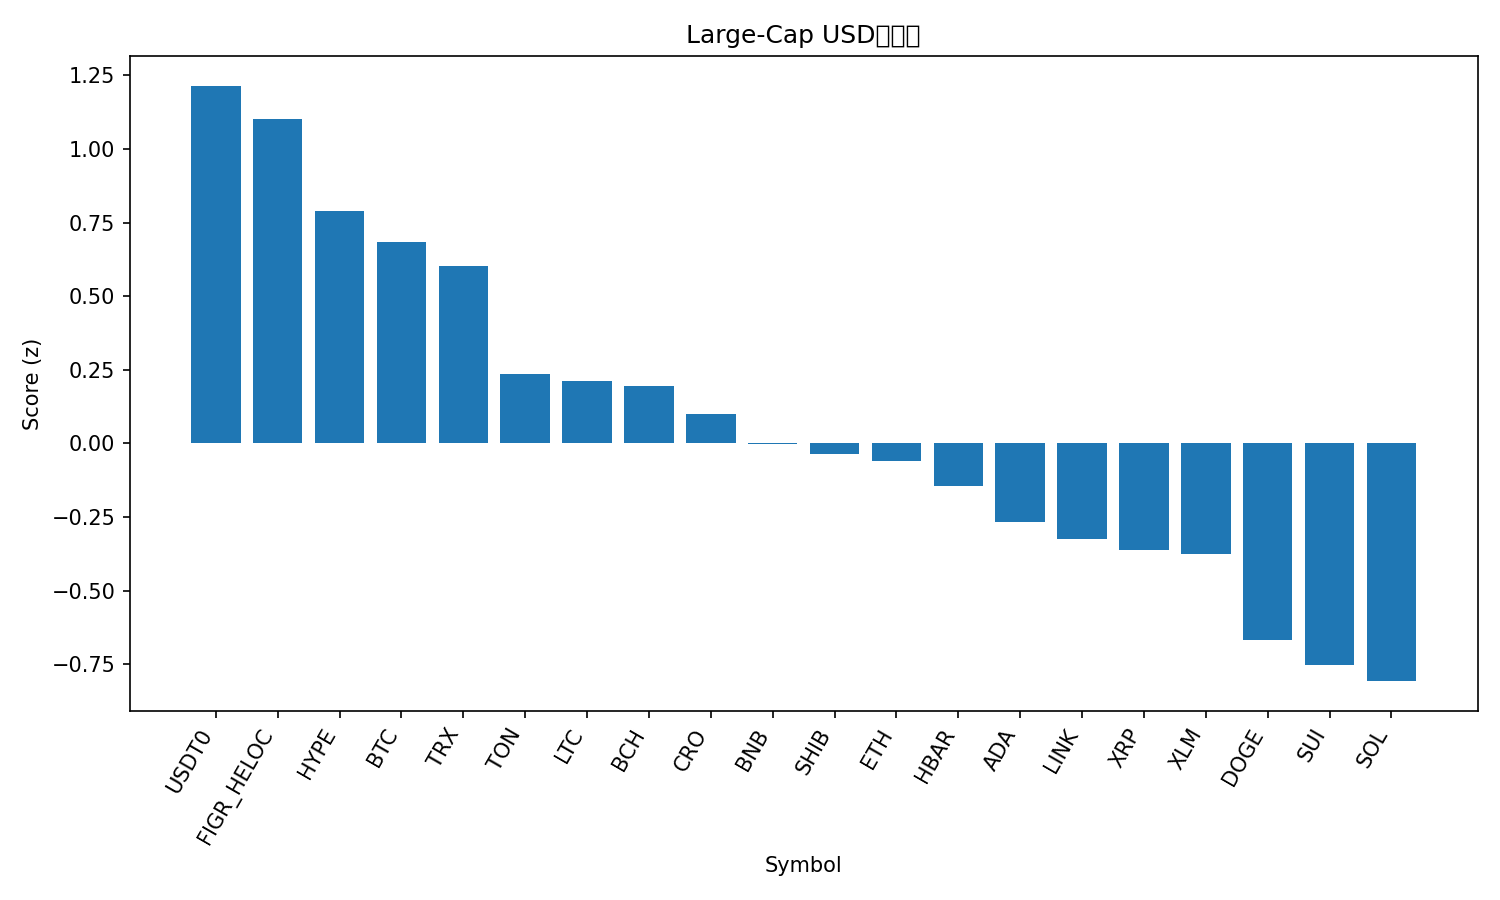 Large-Cap USD
1.25
1.00
0.75
0.50
0.25
0.00
−0.25
−0.50
−0.75
Score (z)
USDT0
FIGR_HELOC
HYPE
BTC
TRX
TON
LTC
BCH
CRO
BNB
SHIB
ETH
HBAR
ADA
LINK
XRP
XLM
DOGE
SUI
SOL
Symbol